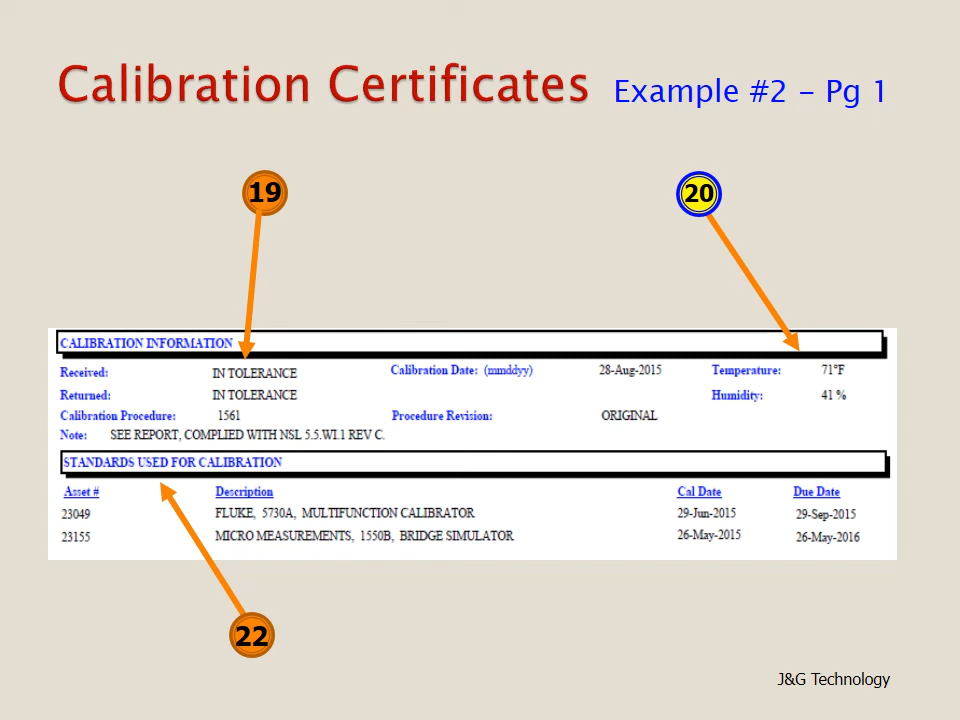 Calibration Certificates Example #2 – Pg 1
19
20
CALIBRATION INFORMATION
Received: IN TOLERANCE Calibration Date: (mmddyy) 28-Aug-2015 Temperature: 71°F
Returned: IN TOLERANCE Humidity: 41 %
Calibration Procedure: 1561 Procedure Revision: ORIGINAL
Note: SEE REPORT, COMPLIED WITH NSL 5.5.WI.1 REV C.
STANDARDS USED FOR CALIBRATION
Asset # Description Cal Date Due Date
23049 FLUKE, 5730A, MULTIFUNCTION CALIBRATOR 29-Jun-2015 29-Sep-2015
23155 MICRO MEASUREMENTS, 1550B, BRIDGE SIMULATOR 26-May-2015 26-May-2016
22
J&G Technology